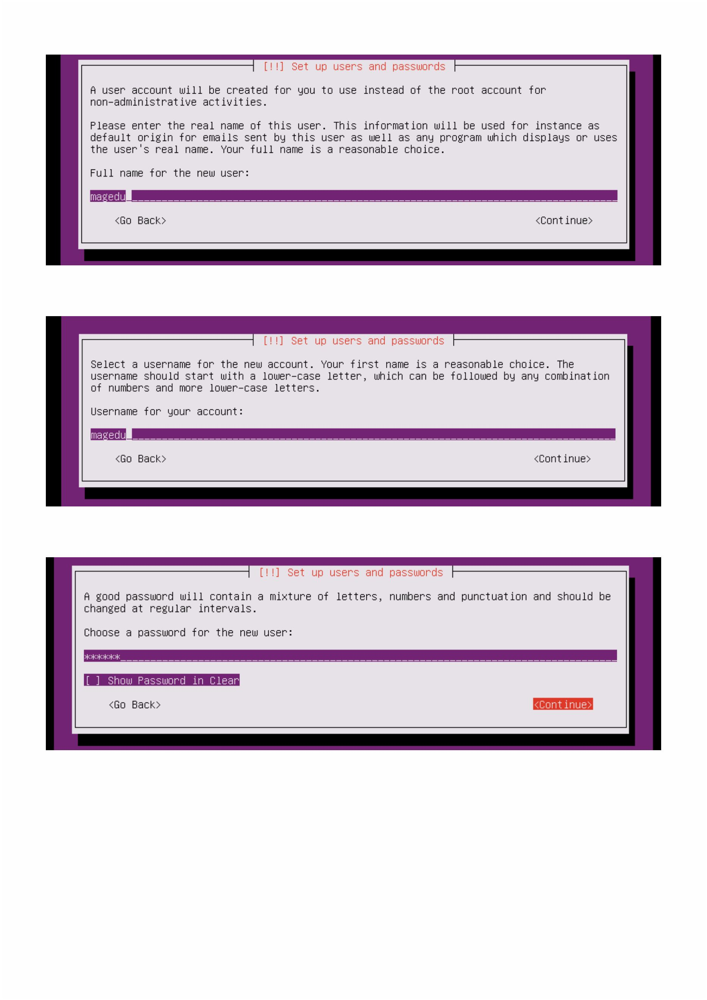 [!!] Set up users and passwords
A user account will be created for you to use instead of the root account for
non-administrative activities.
Please enter the real name of this user. This information will be used for instance as
default origin for emails sent by this user as well as any program which displays or uses
the user's real name. Your full name is a reasonable choice.
Full name for the new user:
magedu
<Go Back> <Continue>
[!!] Set up users and passwords
Select a username for the new account. Your first name is a reasonable choice. The
username should start with a lower-case letter, which can be followed by any combination
of numbers and more lower-case letters.
Username for your account:
magedu
<Go Back> <Continue>
[!!] Set up users and passwords
A good password will contain a mixture of letters, numbers and punctuation and should be
changed at regular intervals.
Choose a password for the new user:
******
[ ] Show Password in Clear
<Go Back> <Continue>